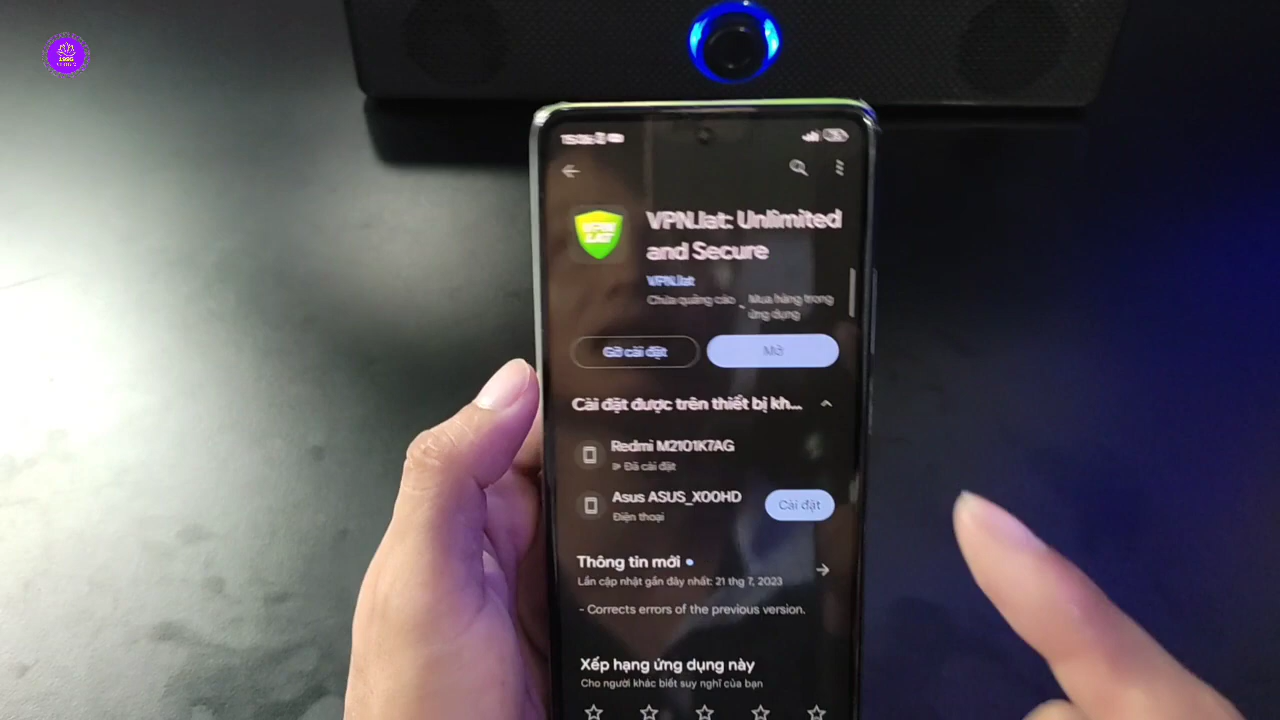 1995
VPN
LAT
VPN.lat: Unlimited
and Secure
VPN.lat
Chứa quảng cáo
Mua hàng trong
ứng dụng
Gỡ cài đặt
Mở
Cài đặt được trên thiết bị kh...
Redmi M2101K7AG
Đã cài đặt
Asus ASUS_X00HD
Cài đặt
Điện thoại
Thông tin mới
Lần cập nhật gần đây nhất: 21 thg 7, 2023
- Corrects errors of the previous version.
Xếp hạng ứng dụng này
Cho người khác biết suy nghĩ của bạn